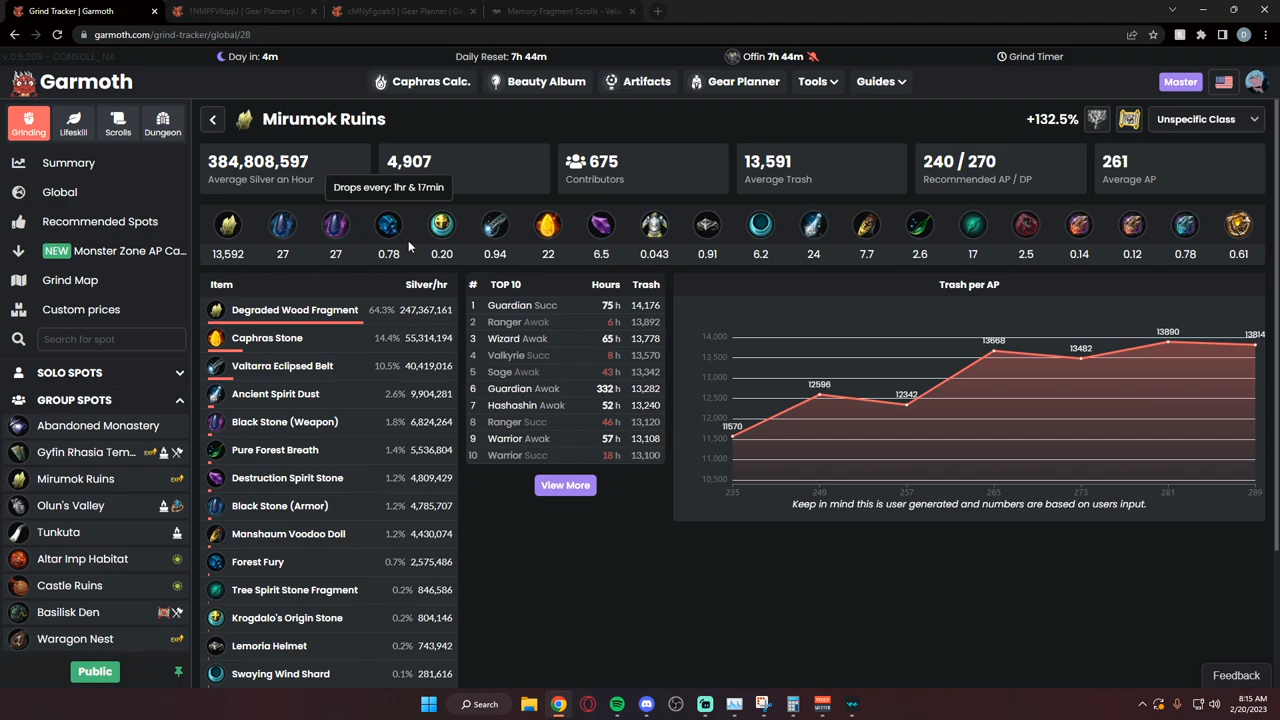 Grind Tracker | Garmoth
1NMPFV6qqU | Gear Planner | G
cMNyFgoab5 | Gear Planner | G
Memory Fragment Scrolls - Velia
garmoth.com/grind-tracker/global/28
v.0.6.209 - CONSOLE_NA
Day in: 4m
Daily Reset: 7h 44m
Offin 7h 44m
Grind Timer
Garmoth
Caphras Calc.
Beauty Album
Artifacts
Gear Planner
Tools
Guides
Master
Grinding
Lifeskill
Scrolls
Dungeon
Summary
Global
Recommended Spots
NEW Monster Zone AP Ca...
Grind Map
Custom prices
Search for spot
SOLO SPOTS
GROUP SPOTS
Abandoned Monastery
Gyfin Rhasia Tem...
Mirumok Ruins
Olun's Valley
Tunkuta
Altar Imp Habitat
Castle Ruins
Basilisk Den
Waragon Nest
Public
Mirumok Ruins
+132.5%
Unspecific Class
384,808,597
Average Silver an Hour
4,907
Drops every: 1hr & 17min
675
Contributors
13,591
Average Trash
240 / 270
Recommended AP / DP
261
Average AP
13,592 27 27 0.78 0.20 0.94 22 6.5 0.043 0.91 6.2 24 7.7 2.6 17 2.5 0.14 0.12 0.78 0.61
Item Silver/hr
Degraded Wood Fragment 64.3% 247,367,161
Caphras Stone 14.4% 55,314,194
Valtarra Eclipsed Belt 10.5% 40,419,016
Ancient Spirit Dust 2.6% 9,904,281
Black Stone (Weapon) 1.8% 6,824,264
Pure Forest Breath 1.4% 5,536,804
Destruction Spirit Stone 1.2% 4,809,429
Black Stone (Armor) 1.2% 4,785,707
Manshaum Voodoo Doll 1.2% 4,430,074
Forest Fury 0.7% 2,575,486
Tree Spirit Stone Fragment 0.2% 846,586
Krogdalo's Origin Stone 0.2% 804,146
Lemoria Helmet 0.2% 743,942
Swaying Wind Shard 0.1% 281,616
# TOP 10 Hours Trash
1 Guardian Succ 75 h 14,176
2 Ranger Awak 6 h 13,892
3 Wizard Awak 65 h 13,778
4 Valkyrie Succ 8 h 13,570
5 Sage Awak 43 h 13,342
6 Guardian Awak 332 h 13,282
7 Hashashin Awak 52 h 13,240
8 Ranger Succ 46 h 13,120
9 Warrior Awak 57 h 13,108
10 Warrior Succ 18 h 13,100
View More
Trash per AP
14,000
13,500
13,000
12,500
12,000
11,500
11,000
10,500
11570 12596 12342 13668 13482 13890 13814
235 249 257 265 273 281 289
Keep in mind this is user generated and numbers are based on users input.
Feedback
Search
8:15 AM
2/20/2023